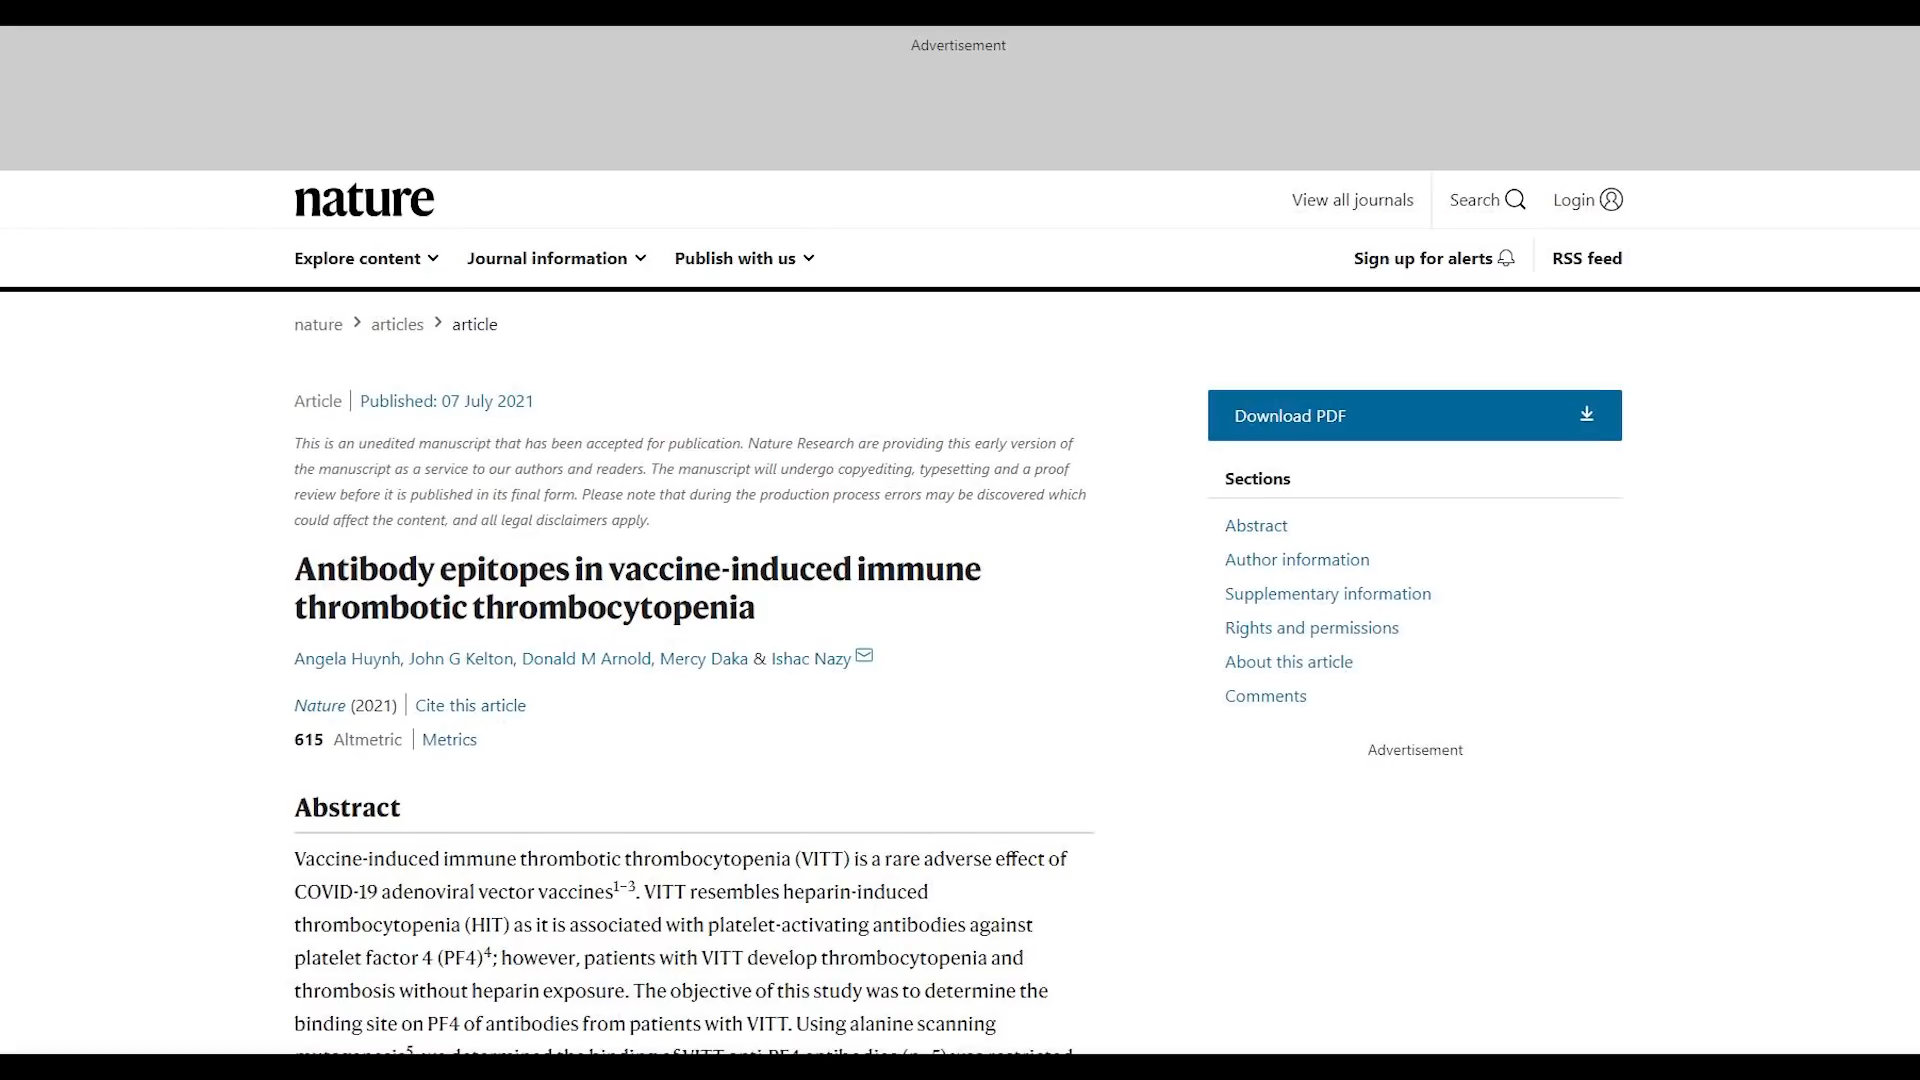 Advertisement
nature
View all journals
Search
Login
Explore content
Journal information
Publish with us
Sign up for alerts
RSS feed
nature > articles > article
Article | Published: 07 July 2021
This is an unedited manuscript that has been accepted for publication. Nature Research are providing this early version of
the manuscript as a service to our authors and readers. The manuscript will undergo copyediting, typesetting and a proof
review before it is published in its final form. Please note that during the production process errors may be discovered which
could affect the content, and all legal disclaimers apply.
Antibody epitopes in vaccine-induced immune
thrombotic thrombocytopenia
Angela Huynh, John G Kelton, Donald M Arnold, Mercy Daka & Ishac Nazy
Nature (2021) | Cite this article
615 Altmetric | Metrics
Abstract
Vaccine-induced immune thrombotic thrombocytopenia (VITT) is a rare adverse effect of
COVID-19 adenoviral vector vaccines1–3. VITT resembles heparin-induced
thrombocytopenia (HIT) as it is associated with platelet-activating antibodies against
platelet factor 4 (PF4)4; however, patients with VITT develop thrombocytopenia and
thrombosis without heparin exposure. The objective of this study was to determine the
binding site on PF4 of antibodies from patients with VITT. Using alanine scanning
Download PDF
Sections
Abstract
Author information
Supplementary information
Rights and permissions
About this article
Comments
Advertisement